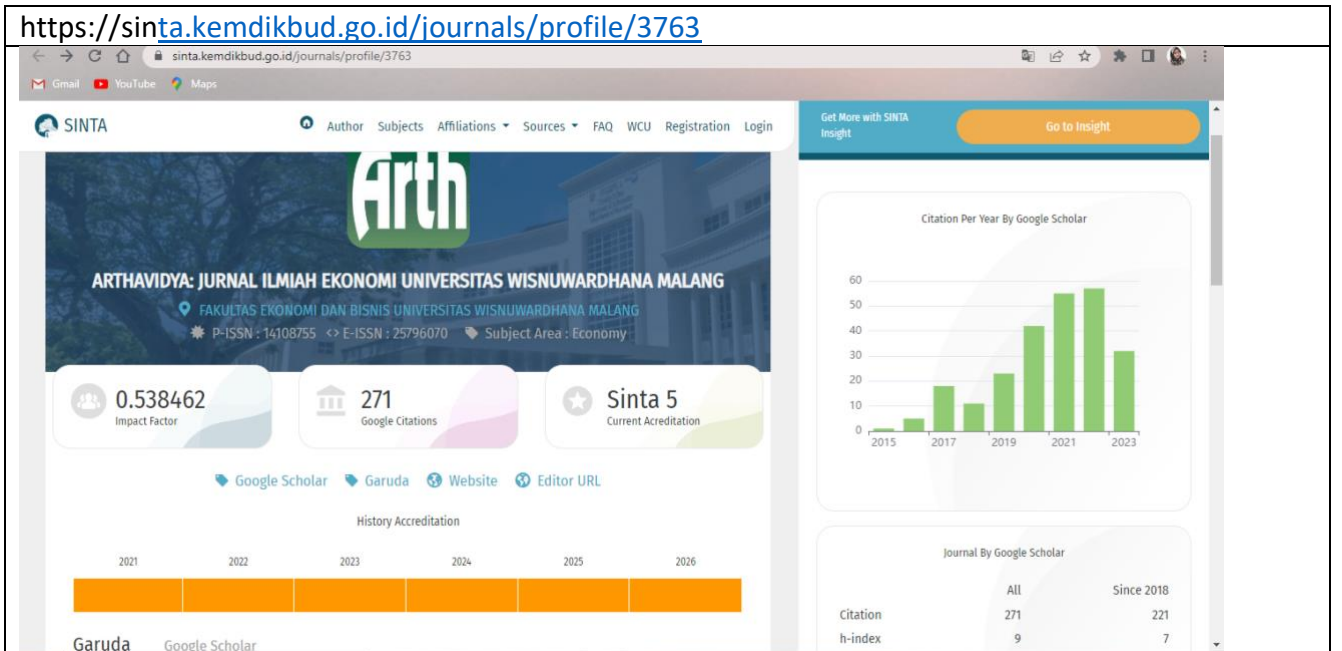 https://sinta.kemdikbud.go.id/journals/profile/3763
sinta.kemdikbud.go.id/journals/profile/3763
Gmail YouTube Maps
SINTA Author Subjects Affiliations Sources FAQ WCU Registration Login
Arth
ARTHAVIDYA: JURNAL ILMIAH EKONOMI UNIVERSITAS WISNUWARDHANA MALANG
FAKULTAS EKONOMI DAN BISNIS UNIVERSITAS WISNUWARDHANA MALANG
P-ISSN : 14108755 <> E-ISSN : 25796070 Subject Area : Economy
0.538462
Impact Factor
271
Google Citations
Sinta 5
Current Acreditation
Google Scholar Garuda Website Editor URL
History Accreditation
2021 2022 2023 2024 2025 2026
Garuda Google Scholar
Get More with SINTA
Insight
Go to Insight
Citation Per Year By Google Scholar
60
50
40
30
20
10
0
2015 2017 2019 2021 2023
Journal By Google Scholar
All Since 2018
Citation 271 221
h-index 9 7